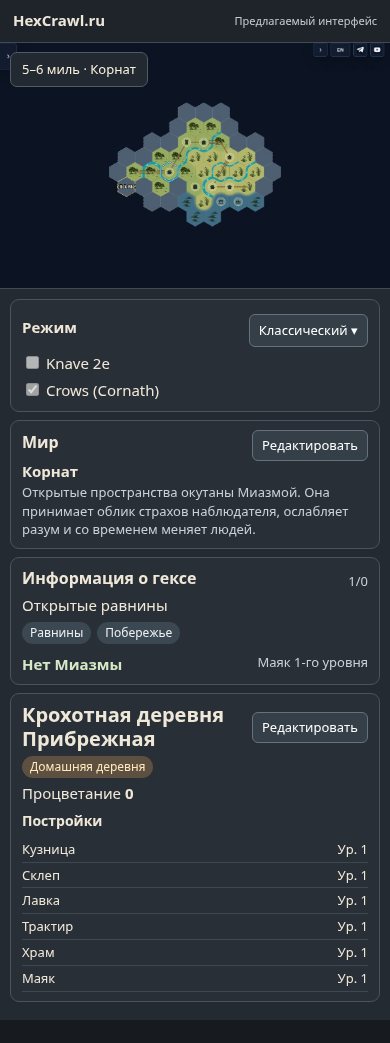 HexCrawl.ru
Предлагаемый интерфейс
5–6 миль · Корнат
EN
Режим
Классический ▾
Knave 2e
Crows (Cornath)
Мир
Редактировать
Корнат
Открытые пространства окутаны Миазмой. Она
принимает облик страхов наблюдателя, ослабляет
разум и со временем меняет людей.
Информация о гексе
1/0
Открытые равнины
Равнины Побережье
Нет Миазмы
Маяк 1-го уровня
Крохотная деревня
Прибрежная
Редактировать
Домашняя деревня
Процветание 0
Постройки
Кузница Ур. 1
Склеп Ур. 1
Лавка Ур. 1
Трактир Ур. 1
Храм Ур. 1
Маяк Ур. 1